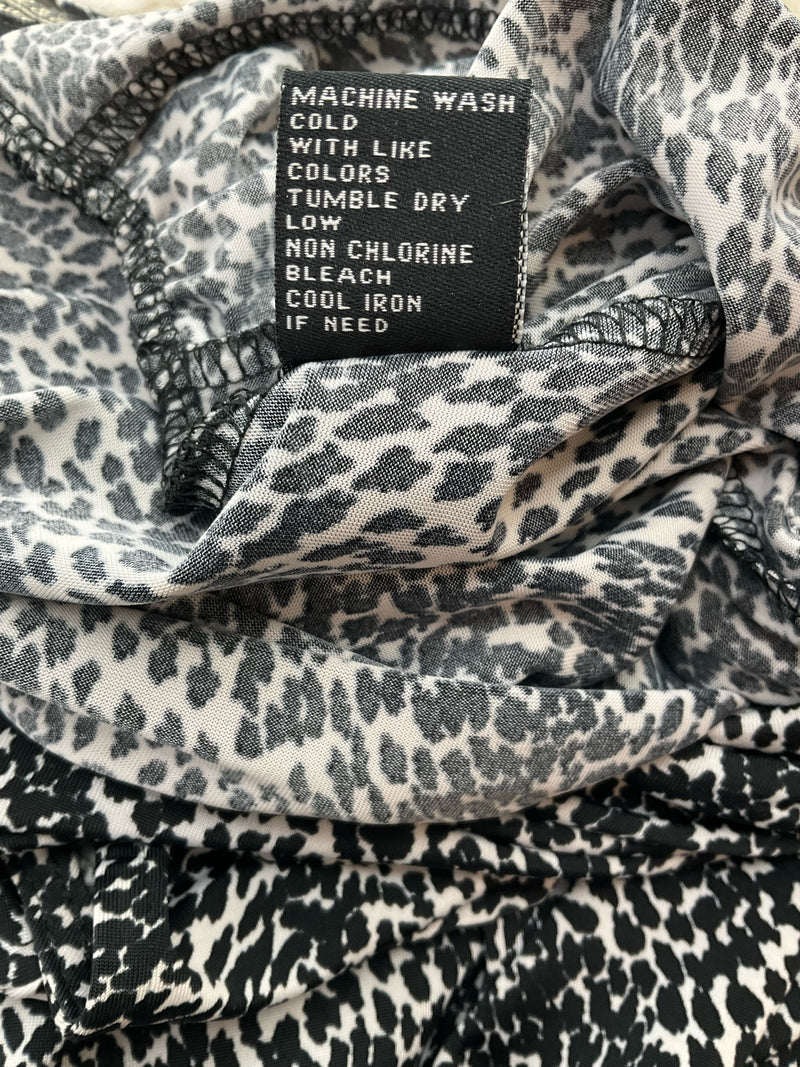 MACHINE WASH
COLD
WITH LIKE
COLORS
TUMBLE DRY
LOW
NON CHLORINE
BLEACH
COOL IRON
IF NEED